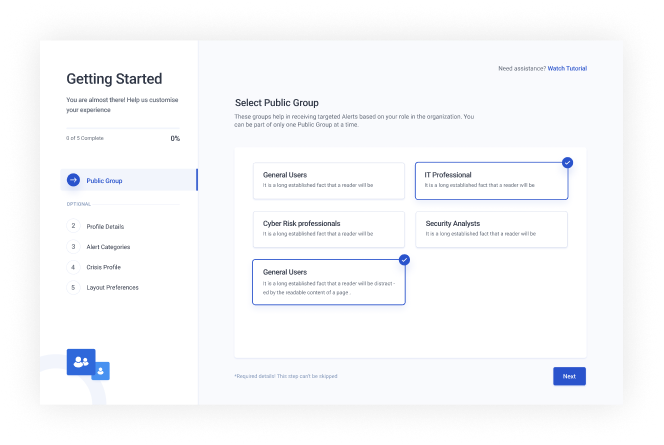 Getting Started
You are almost there! Help us customise
your experience
0 of 5 Complete
0%
Public Group
OPTIONAL
2 Profile Details
3 Alert Categories
4 Crisis Profile
5 Layout Preferences
Need assistance? Watch Tutorial
Select Public Group
These groups help in receiving targeted Alerts based on your role in the organization. You
can be part of only one Public Group at a time.
General Users
It is a long established fact that a reader will be
IT Professional
It is a long established fact that a reader will be
Cyber Risk professionals
It is a long established fact that a reader will be
Security Analysts
It is a long established fact that a reader will be
General Users
It is a long established fact that a reader will be distract -
ed by the readable content of a page .
*Required details! This step can't be skipped
Next